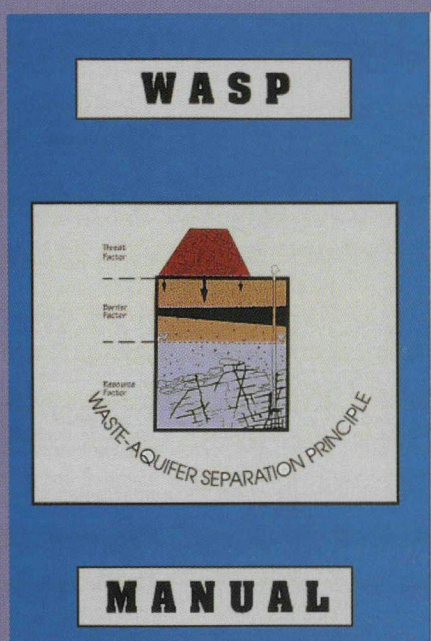 WASP
Threat
Factor
Barrier
Factor
Resource
Factor
WASTE-AQUIFER SEPARATION PRINCIPLE
MANUAL